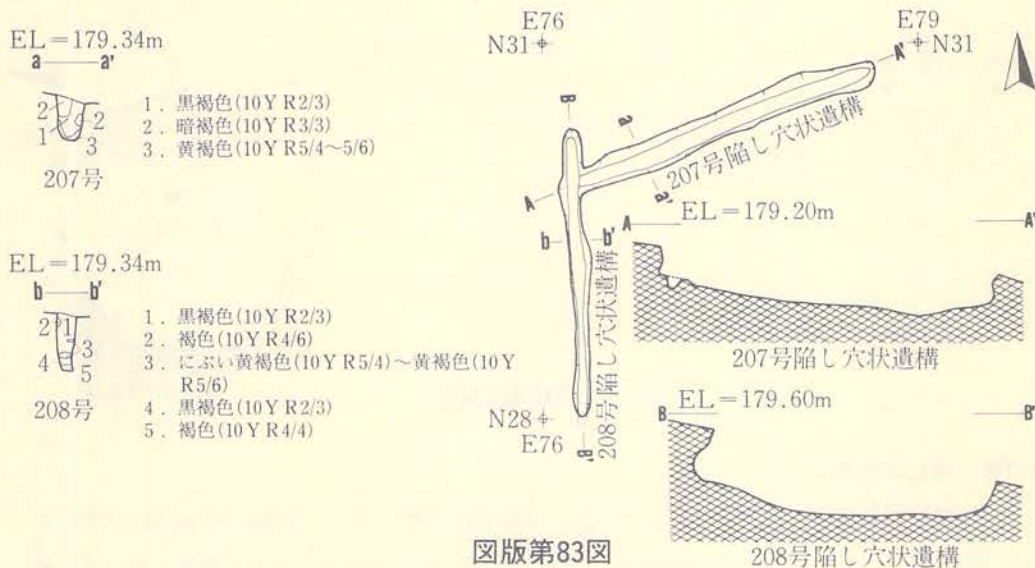 EL＝179.34m
a a'
2 2
1 3
207号
1．黒褐色(10YR2/3)
2．暗褐色(10YR3/3)
3．黄褐色(10YR5/4～5/6)
EL＝179.34m
b b'
2 1
3
4
5
208号
1．黒褐色(10YR2/3)
2．褐色(10YR4/6)
3．にぶい黄褐色(10YR5/4)～黄褐色(10Y
R5/6)
4．黒褐色(10YR2/3)
5．褐色(10YR4/4)
E76
N31
E79
N31
A'
B
a
207号陥し穴状遺構
a'
A
b b'
208号陥し穴状遺構
N28
E76
B'
A EL＝179.20m A'
207号陥し穴状遺構
B EL＝179.60m B'
208号陥し穴状遺構
図版第83図